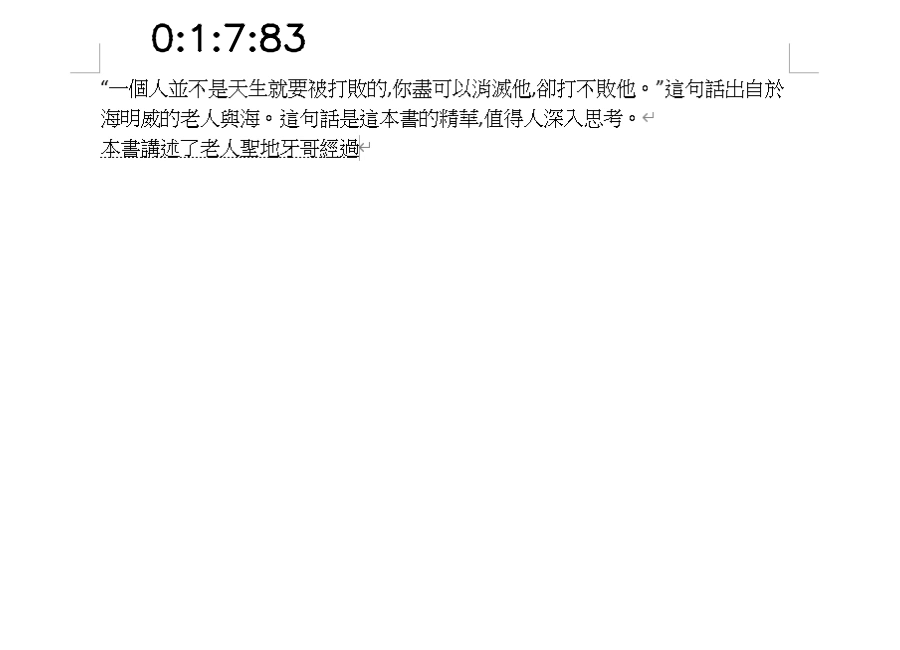 0:1:7:83
“一個人並不是天生就要被打敗的,你盡可以消滅他,卻打不敗他。”這句話出自於
海明威的老人與海。這句話是這本書的精華,值得人深入思考。
本書講述了老人聖地牙哥經過